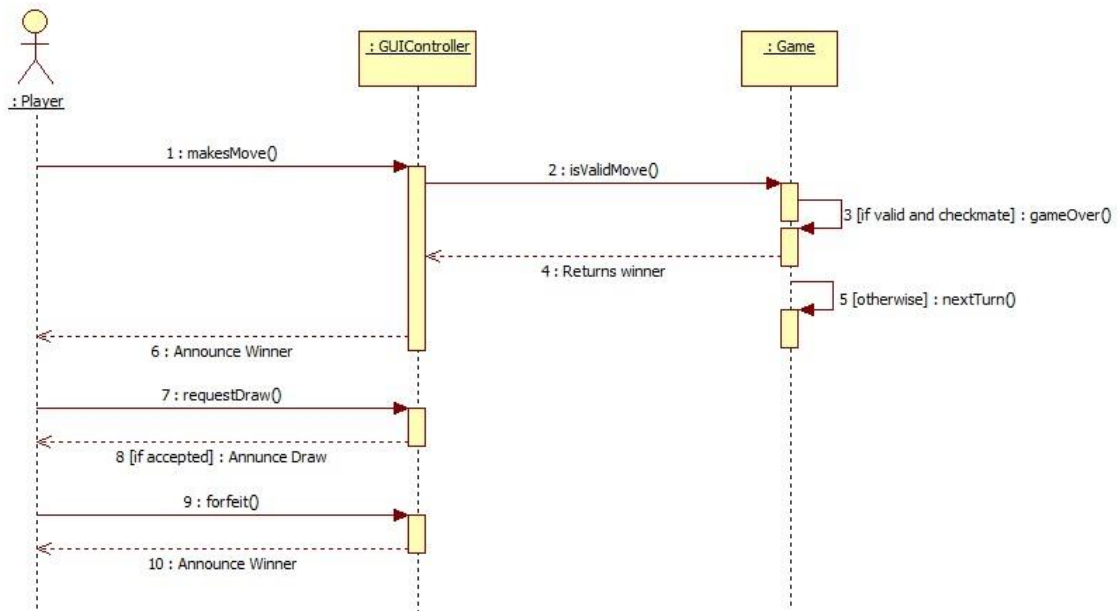 : GUIController
: Game
: Player
1 : makesMove()
2 : isValidMove()
3 [if valid and checkmate] : gameOver()
4 : Returns winner
5 [otherwise] : nextTurn()
6 : Announce Winner
7 : requestDraw()
8 [if accepted] : Annunce Draw
9 : forfeit()
10 : Announce Winner